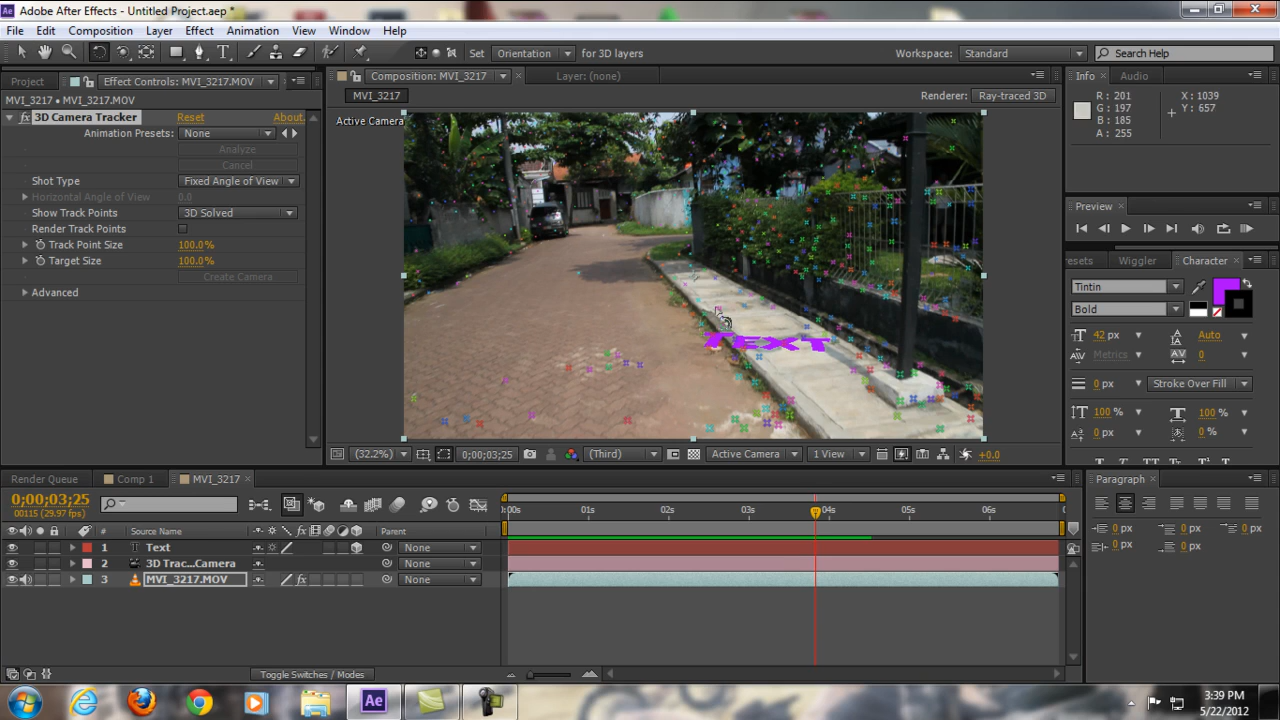 Adobe After Effects - Untitled Project.aep *
File Edit Composition Layer Effect Animation View Window Help
Set Orientation for 3D layers Workspace: Standard Search Help
Project Effect Controls: MVI_3217.MOV Composition: MVI_3217 Layer: (none) Info Audio
MVI_3217 • MVI_3217.MOV MVI_3217 Renderer: Ray-traced 3D
fx 3D Camera Tracker Reset About.
Animation Presets: None
Analyze
Cancel
Shot Type Fixed Angle of View
Horizontal Angle of View 0.0
Show Track Points 3D Solved
Render Track Points
Track Point Size 100.0%
Target Size 100.0%
Create Camera
Advanced
Active Camera
TEXT
R : 201 X : 1039
G : 197 Y : 657
B : 185
A : 255
Preview
resets Wiggler Character
Tintin
Bold
42 px Auto
Metrics 0
0 px Stroke Over Fill
100 % 100 %
0 px 0 %
(32.2%) 0;00;03;25 (Third) Active Camera 1 View +0.0
Render Queue Comp 1 MVI_3217 Paragraph
0;00;03;25
00115 (29.97 fps)
:00s 01s 02s 03s 04s 05s 06s
# Source Name fx Parent
1 T Text None
2 3D Trac...Camera None
3 MVI_3217.MOV fx None
0 px 0 px 0 px
0 px 0 px
Toggle Switches / Modes
Ae
3:39 PM
5/22/2012